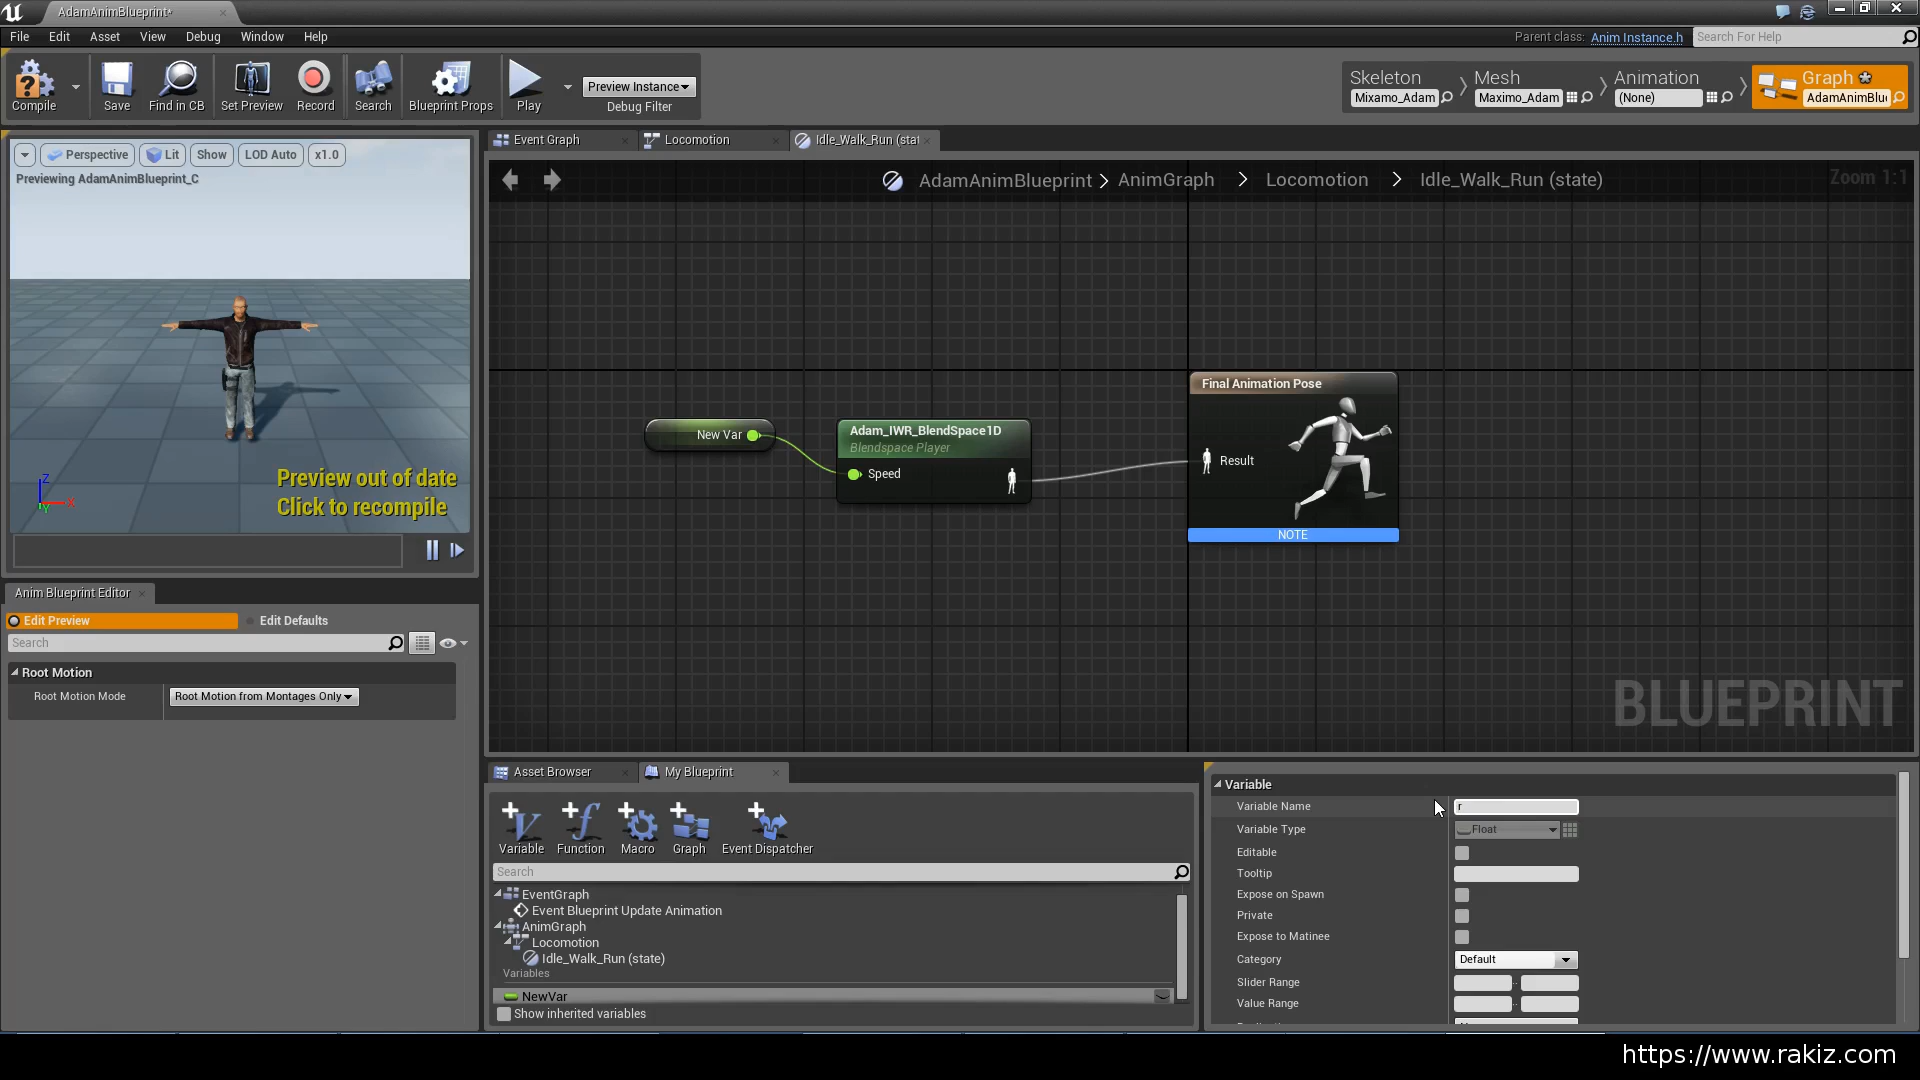 AdamAnimBlueprint*
File Edit Asset View Debug Window Help
Parent class: Anim Instance.h Search For Help
Compile Save Find in CB Set Preview Record Search Blueprint Props Play
Preview Instance
Debug Filter
Skeleton Mesh Animation Graph
Mixamo_Adam Maximo_Adam (None) AdamAnimBlu
Perspective Lit Show LOD Auto x1.0
Previewing AdamAnimBlueprint_C
Preview out of date
Click to recompile
Z
X
Y
Event Graph Locomotion Idle_Walk_Run (stat
AdamAnimBlueprint AnimGraph Locomotion Idle_Walk_Run (state)
Zoom 1:1
New Var
Adam_IWR_BlendSpace1D
Blendspace Player
Speed
Final Animation Pose
Result
NOTE
BLUEPRINT
Anim Blueprint Editor
Edit Preview Edit Defaults
Search
Root Motion
Root Motion Mode Root Motion from Montages Only
Asset Browser My Blueprint
Variable Function Macro Graph Event Dispatcher
Search
EventGraph
Event Blueprint Update Animation
AnimGraph
Locomotion
Idle_Walk_Run (state)
Variables
NewVar
Show inherited variables
Variable
Variable Name r
Variable Type Float
Editable
Tooltip
Expose on Spawn
Private
Expose to Matinee
Category Default
Slider Range
Value Range
https://www.rakiz.com